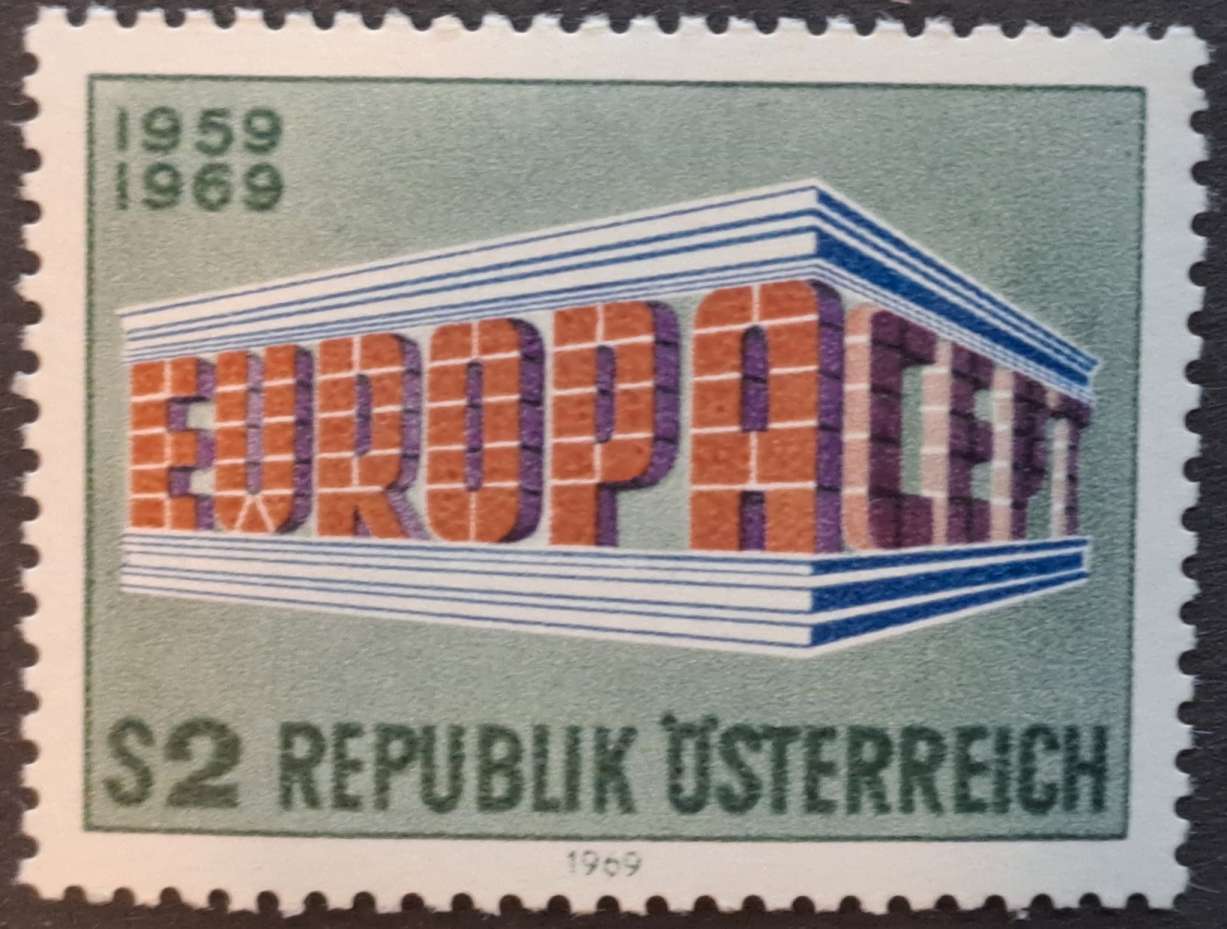 1959
1969
EUROPA CEPT
S2 REPUBLIK ÖSTERREICH
1969